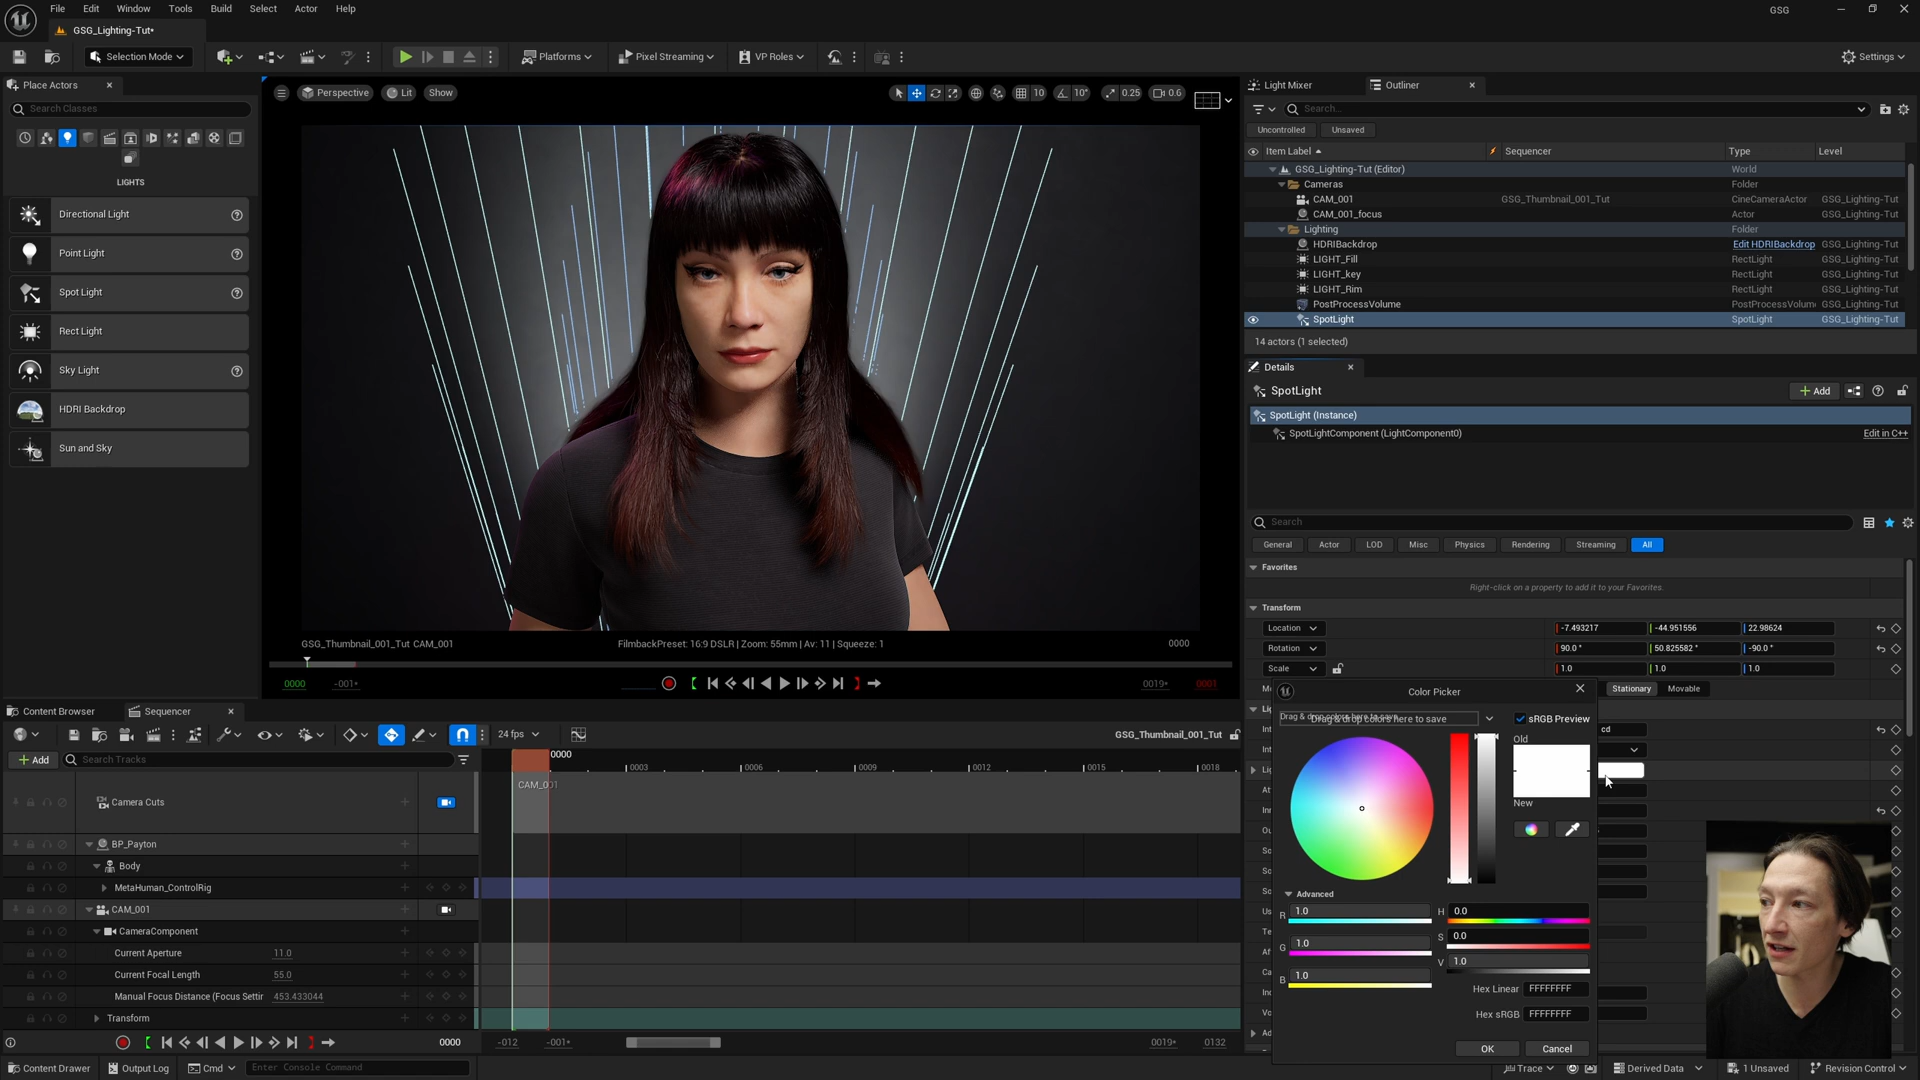 File Edit Window Tools Build Select Actor Help
GSG
GSG_Lighting-Tut•
Selection Mode
Platforms
Pixel Streaming
VP Roles
Settings
Place Actors
Search Classes
LIGHTS
Directional Light
Point Light
Spot Light
Rect Light
Sky Light
HDRI Backdrop
Sun and Sky
Perspective
Lit
Show
10
10°
0.25
0.6
GSG_Thumbnail_001_Tut CAM_001
FilmbackPreset: 16:9 DSLR | Zoom: 55mm | Av: 11 | Squeeze: 1
0000
0000
-001+
0019+
0001
Light Mixer
Outliner
Search...
Uncontrolled
Unsaved
Item Label
Sequencer
Type
Level
GSG_Lighting-Tut (Editor)
World
Cameras
Folder
CAM_001
GSG_Thumbnail_001_Tut
CineCameraActor
GSG_Lighting-Tut
CAM_001_focus
Actor
GSG_Lighting-Tut
Lighting
Folder
HDRIBackdrop
Edit HDRIBackdrop
GSG_Lighting-Tut
LIGHT_Fill
RectLight
GSG_Lighting-Tut
LIGHT_key
RectLight
GSG_Lighting-Tut
LIGHT_Rim
RectLight
GSG_Lighting-Tut
PostProcessVolume
PostProcessVolum
GSG_Lighting-Tut
SpotLight
SpotLight
GSG_Lighting-Tut
14 actors (1 selected)
Details
SpotLight
Add
SpotLight (Instance)
SpotLightComponent (LightComponent0)
Edit in C++
Search
General
Actor
LOD
Misc
Physics
Rendering
Streaming
All
Favorites
Right-click on a property to add it to your Favorites.
Transform
Location
-7.493217
-44.951556
22.98624
Rotation
90.0 °
50.825582 °
-90.0 °
Scale
1.0
1.0
1.0
Stationary
Movable
cd
Color Picker
Drag & drop colors here to save
sRGB Preview
Old
New
Advanced
R 1.0
G 1.0
B 1.0
H 0.0
S 0.0
V 1.0
Hex Linear FFFFFFFF
Hex sRGB FFFFFFFF
OK
Cancel
Content Browser
Sequencer
24 fps
GSG_Thumbnail_001_Tut
Add
Search Tracks
0000
0003
0006
0009
0012
0015
0018
Camera Cuts
CAM_001
BP_Payton
Body
MetaHuman_ControlRig
CAM_001
CameraComponent
Current Aperture 11.0
Current Focal Length 55.0
Manual Focus Distance (Focus Settir 453.433044
Transform
0000
-012
-001+
0019+
0132
Content Drawer
Output Log
Cmd
Enter Console Command
Trace
Derived Data
1 Unsaved
Revision Control